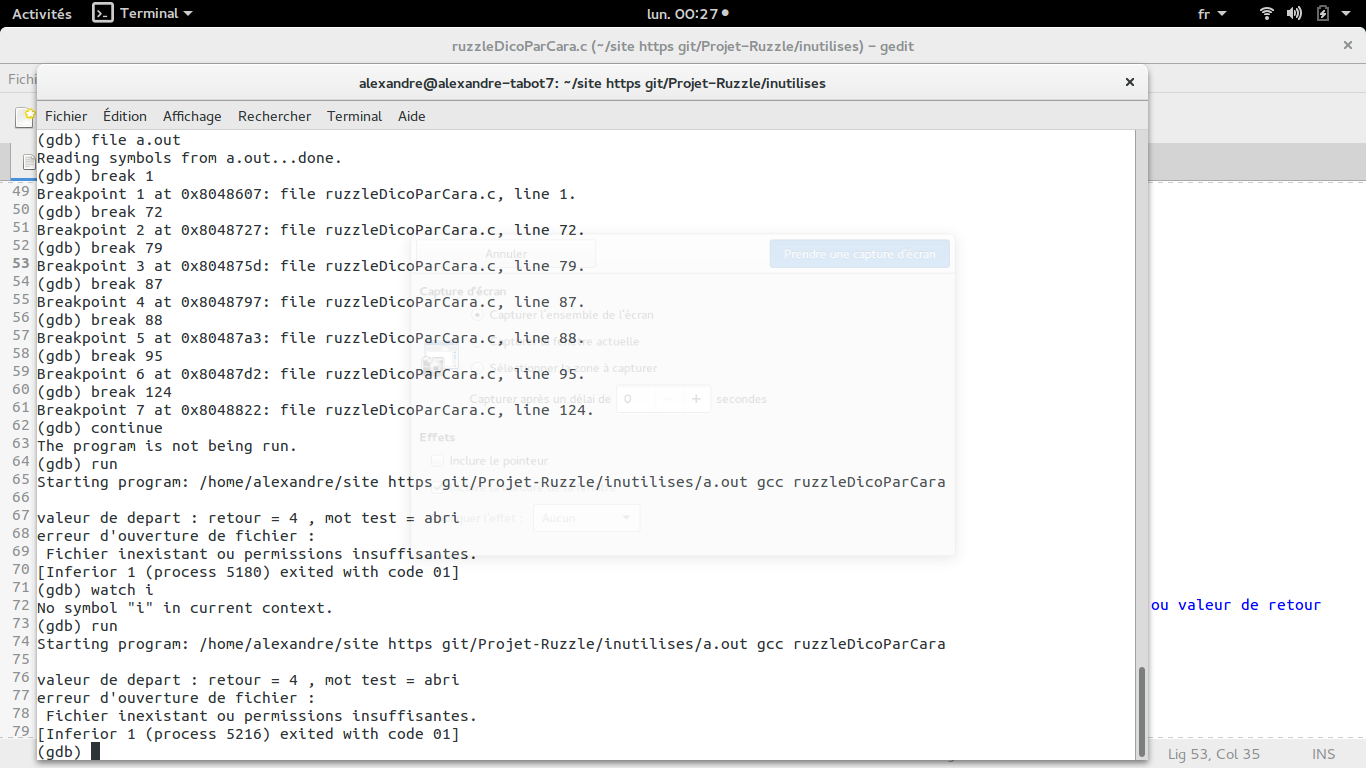 Activités Terminal lun. 00:27 fr
ruzzleDicoParCara.c (~/site https git/Projet-Ruzzle/inutilises) – gedit
Fichi
alexandre@alexandre-tabot7: ~/site https git/Projet-Ruzzle/inutilises
Fichier Édition Affichage Rechercher Terminal Aide
(gdb) file a.out
Reading symbols from a.out...done.
(gdb) break 1
Breakpoint 1 at 0x8048607: file ruzzleDicoParCara.c, line 1.
(gdb) break 72
Breakpoint 2 at 0x8048727: file ruzzleDicoParCara.c, line 72.
(gdb) break 79
Breakpoint 3 at 0x804875d: file ruzzleDicoParCara.c, line 79.
(gdb) break 87
Breakpoint 4 at 0x8048797: file ruzzleDicoParCara.c, line 87.
(gdb) break 88
Breakpoint 5 at 0x80487a3: file ruzzleDicoParCara.c, line 88.
(gdb) break 95
Breakpoint 6 at 0x80487d2: file ruzzleDicoParCara.c, line 95.
(gdb) break 124
Breakpoint 7 at 0x8048822: file ruzzleDicoParCara.c, line 124.
(gdb) continue
The program is not being run.
(gdb) run
Starting program: /home/alexandre/site https git/Projet-Ruzzle/inutilises/a.out gcc ruzzleDicoParCara
valeur de depart : retour = 4 , mot test = abri
erreur d'ouverture de fichier :
Fichier inexistant ou permissions insuffisantes.
[Inferior 1 (process 5180) exited with code 01]
(gdb) watch i
No symbol "i" in current context.
(gdb) run
Starting program: /home/alexandre/site https git/Projet-Ruzzle/inutilises/a.out gcc ruzzleDicoParCara
valeur de depart : retour = 4 , mot test = abri
erreur d'ouverture de fichier :
Fichier inexistant ou permissions insuffisantes.
[Inferior 1 (process 5216) exited with code 01]
(gdb)
Annuler Prendre une capture d'écran
Capture d'écran
Capturer l'ensemble de l'écran
Capturer la fenêtre actuelle
Sélectionner la zone à capturer
Capturer après un délai de 0 − + secondes
Effets
Inclure le pointeur
Aucun
49
50
51
52
53
54
55
56
57
58
59
60
61
62
63
64
65
66
67
68
69
70
71
72
73
74
75
76
77
78
79
ou valeur de retour
Lig 53, Col 35 INS